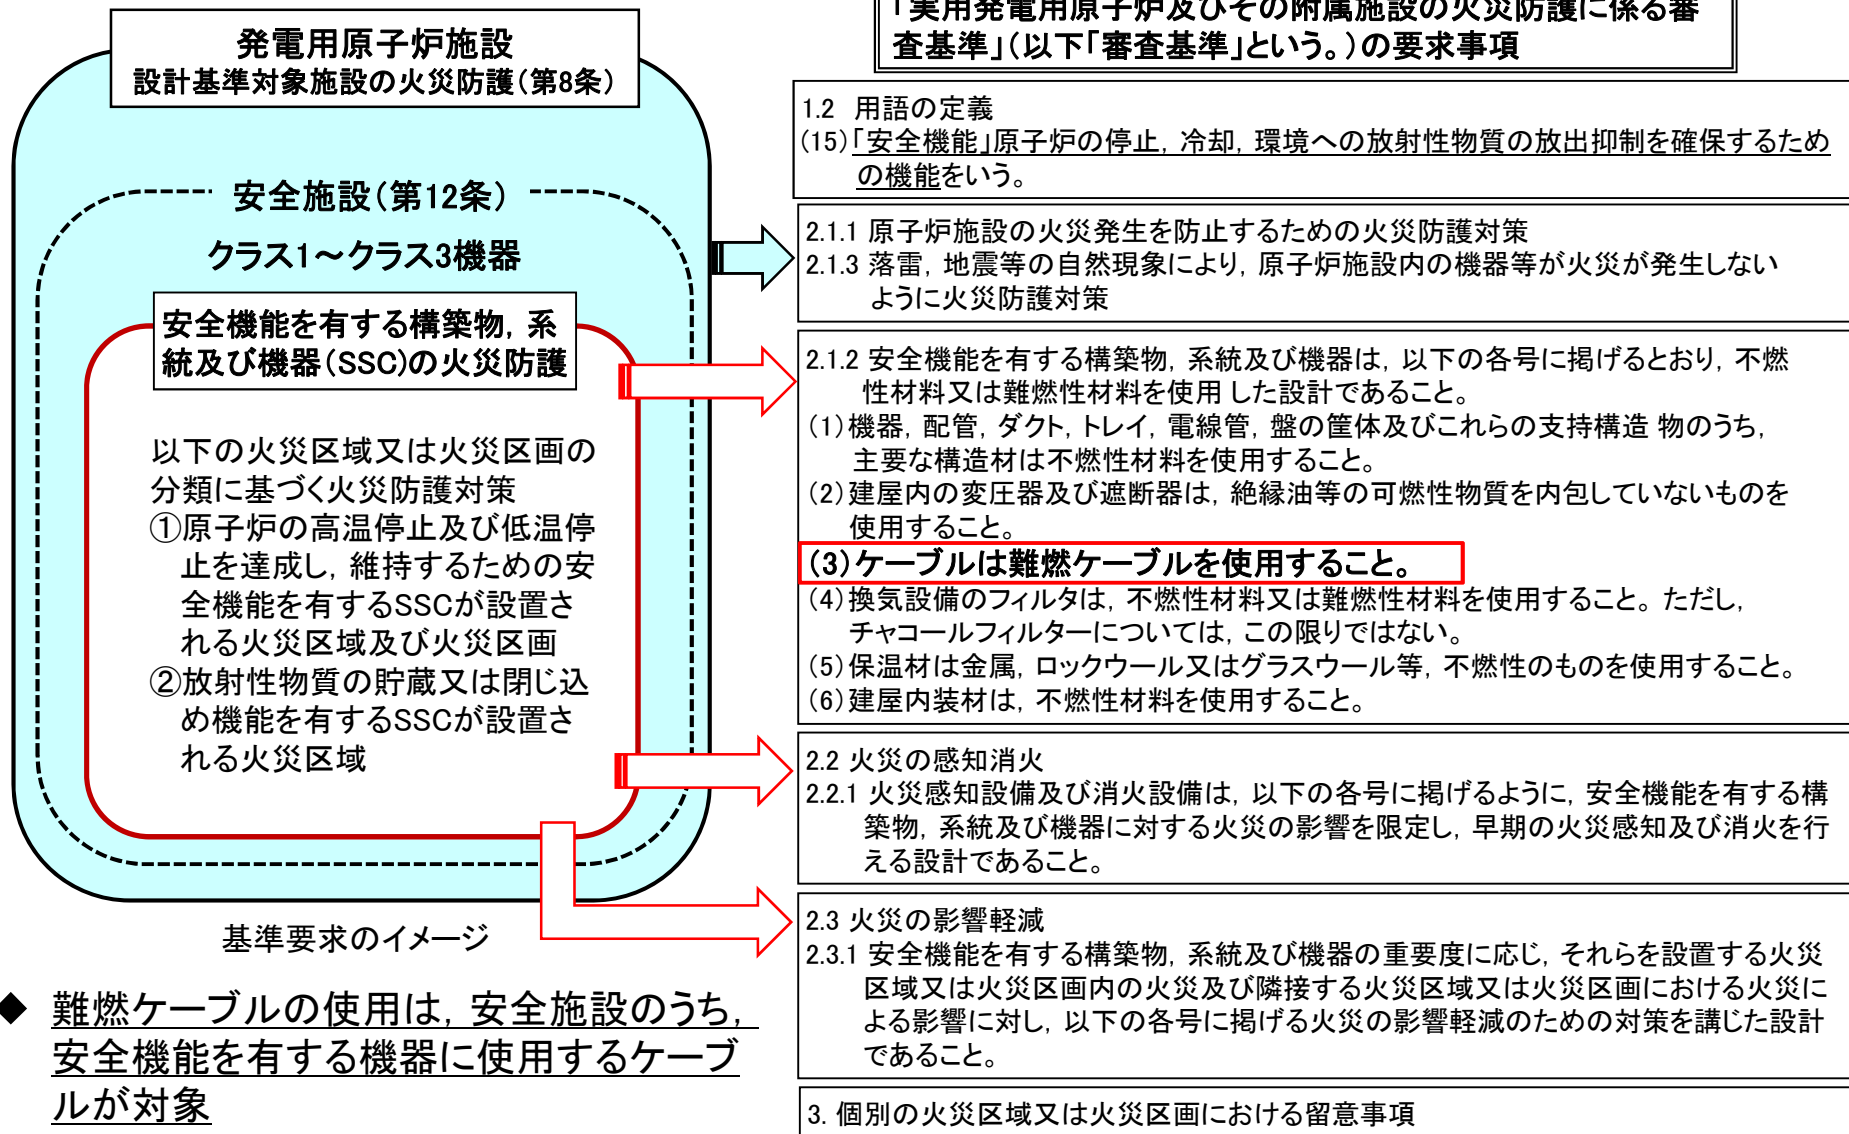 発電用原子炉施設
設計基準対象施設の火災防護(第8条)
安全施設(第12条)
クラス1～クラス3機器
安全機能を有する構築物, 系
統及び機器(SSC)の火災防護
以下の火災区域又は火災区画の
分類に基づく火災防護対策
①原子炉の高温停止及び低温停
止を達成し, 維持するための安
全機能を有するSSCが設置さ
れる火災区域及び火災区画
②放射性物質の貯蔵又は閉じ込
め機能を有するSSCが設置さ
れる火災区域
基準要求のイメージ
◆ 難燃ケーブルの使用は, 安全施設のうち,
安全機能を有する機器に使用するケーブ
ルが対象
「実用発電用原子炉及びその附属施設の火災防護に係る審
査基準」(以下「審査基準」という。)の要求事項
1.2 用語の定義
(15)「安全機能」原子炉の停止, 冷却, 環境への放射性物質の放出抑制を確保するため
の機能をいう。
2.1.1 原子炉施設の火災発生を防止するための火災防護対策
2.1.3 落雷, 地震等の自然現象により, 原子炉施設内の機器等が火災が発生しない
ように火災防護対策
2.1.2 安全機能を有する構築物, 系統及び機器は, 以下の各号に掲げるとおり, 不燃
性材料又は難燃性材料を使用 した設計であること。
(1)機器, 配管, ダクト, トレイ, 電線管, 盤の筐体及びこれらの支持構造 物のうち,
主要な構造材は不燃性材料を使用すること。
(2)建屋内の変圧器及び遮断器は, 絶縁油等の可燃性物質を内包していないものを
使用すること。
(3)ケーブルは難燃ケーブルを使用すること。
(4)換気設備のフィルタは, 不燃性材料又は難燃性材料を使用すること。ただし,
チャコールフィルターについては, この限りではない。
(5)保温材は金属, ロックウール又はグラスウール等, 不燃性のものを使用すること。
(6)建屋内装材は, 不燃性材料を使用すること。
2.2 火災の感知消火
2.2.1 火災感知設備及び消火設備は, 以下の各号に掲げるように, 安全機能を有する構
築物, 系統及び機器に対する火災の影響を限定し, 早期の火災感知及び消火を行
える設計であること。
2.3 火災の影響軽減
2.3.1 安全機能を有する構築物, 系統及び機器の重要度に応じ, それらを設置する火災
区域又は火災区画内の火災及び隣接する火災区域又は火災区画における火災に
よる影響に対し, 以下の各号に掲げる火災の影響軽減のための対策を講じた設計
であること。
3. 個別の火災区域又は火災区画における留意事項